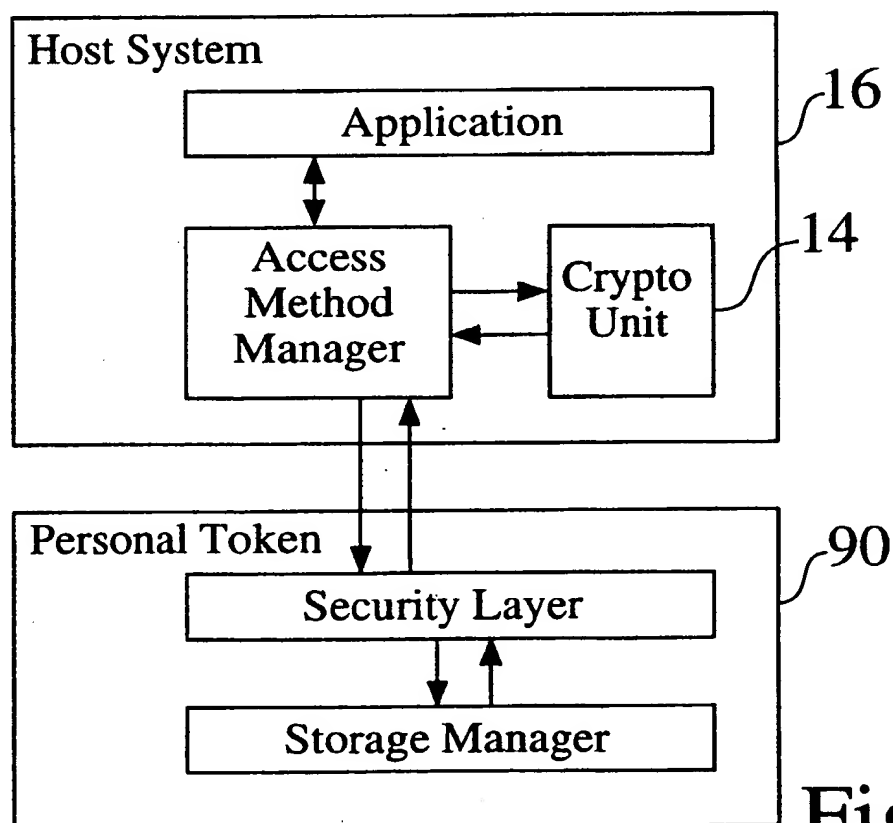 Host System
16
Application
14
Access
Method
Manager
Crypto
Unit
Personal Token
90
Security Layer
Storage Manager